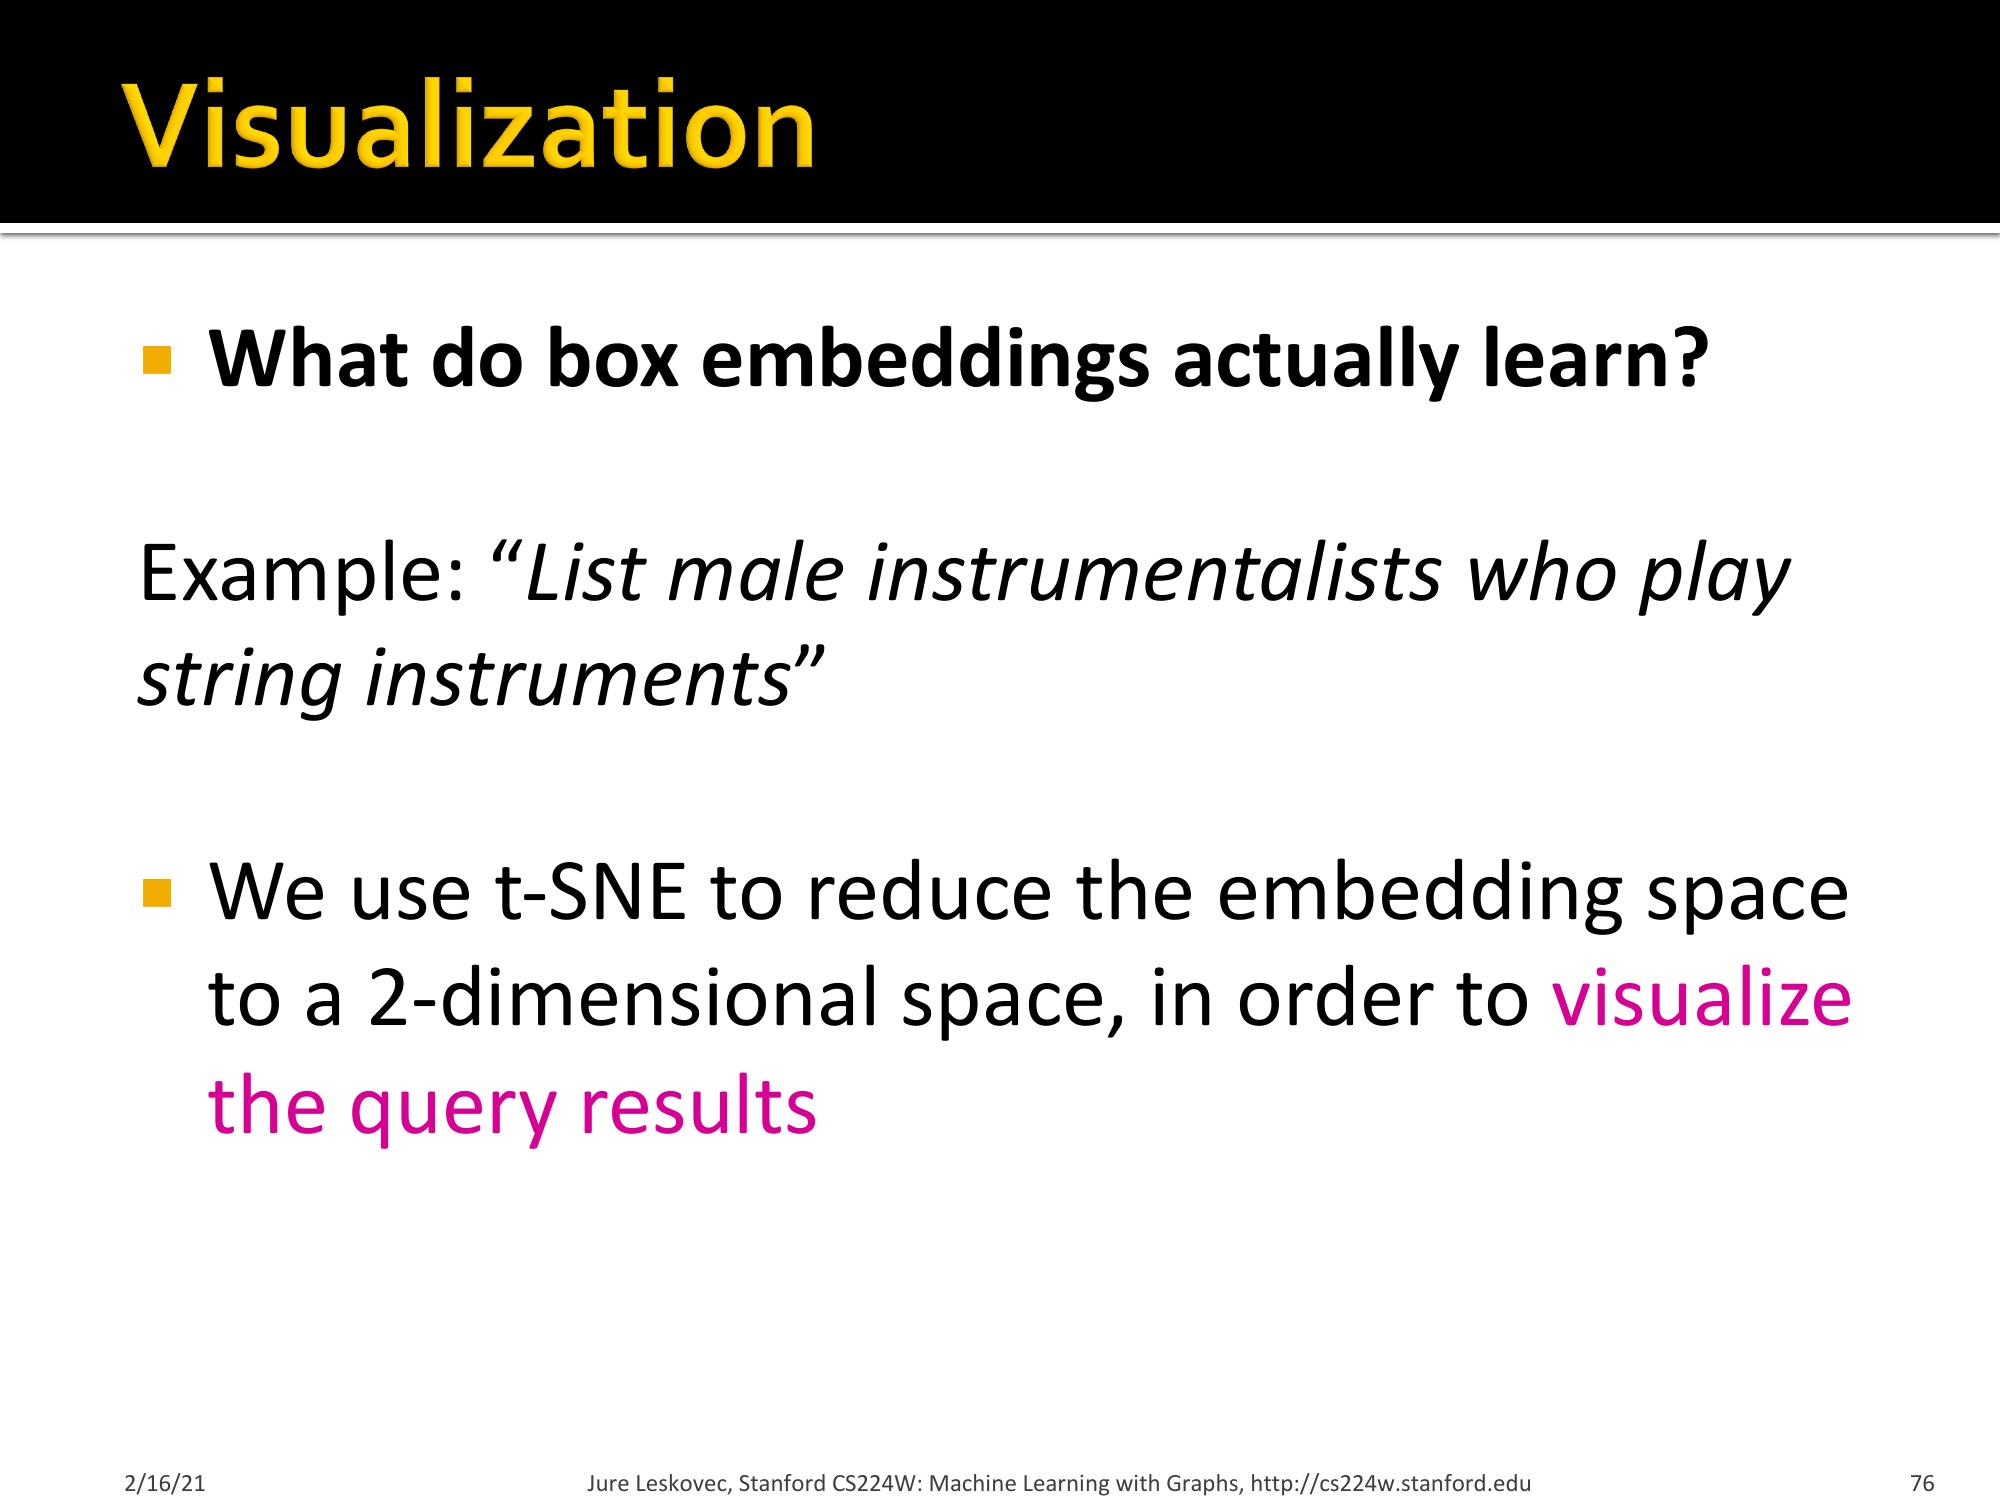 Visualization
What do box embeddings actually learn?
Example: “List male instrumentalists who play
string instruments”
We use t-SNE to reduce the embedding space
to a 2-dimensional space, in order to visualize
the query results
2/16/21
Jure Leskovec, Stanford CS224W: Machine Learning with Graphs, http://cs224w.stanford.edu
76